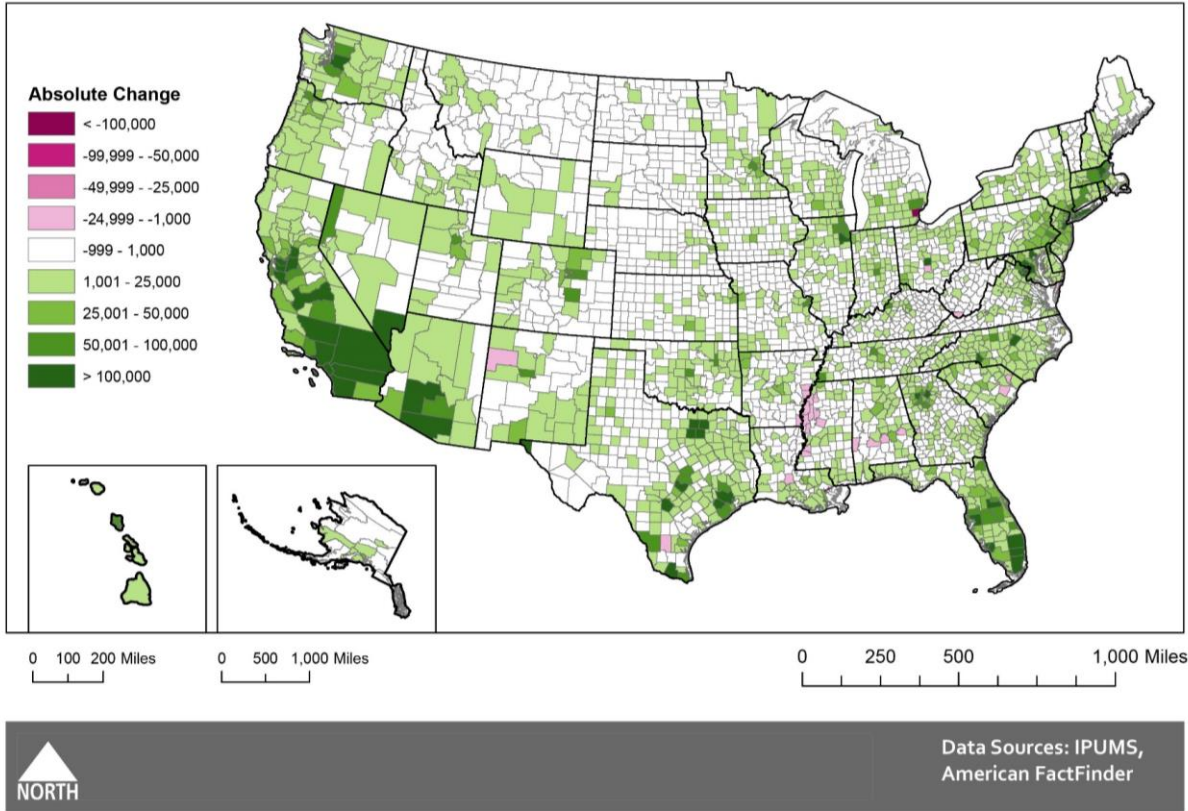 Absolute Change
< -100,000
-99,999 - -50,000
-49,999 - -25,000
-24,999 - -1,000
-999 - 1,000
1,001 - 25,000
25,001 - 50,000
50,001 - 100,000
> 100,000
0 100 200 Miles
0 500 1,000 Miles
0 250 500 1,000 Miles
NORTH
Data Sources: IPUMS,
American FactFinder